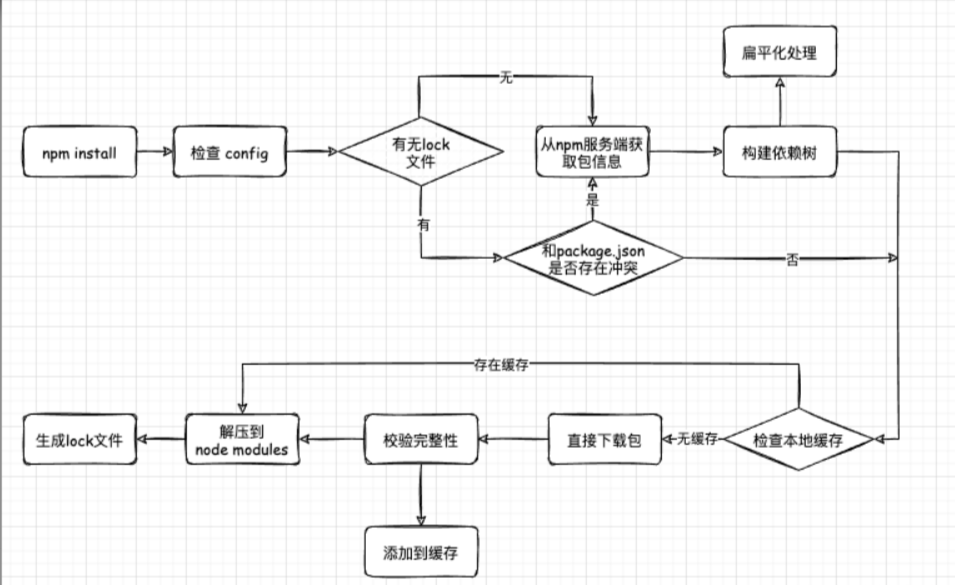 扁平化处理
无
npm install
检查 config
有无lock
文件
从npm服务端获
取包信息
构建依赖树
是
有
和package.json
是否存在冲突
否
存在缓存
生成lock文件
解压到
node modules
校验完整性
直接下载包
无缓存
检查本地缓存
添加到缓存